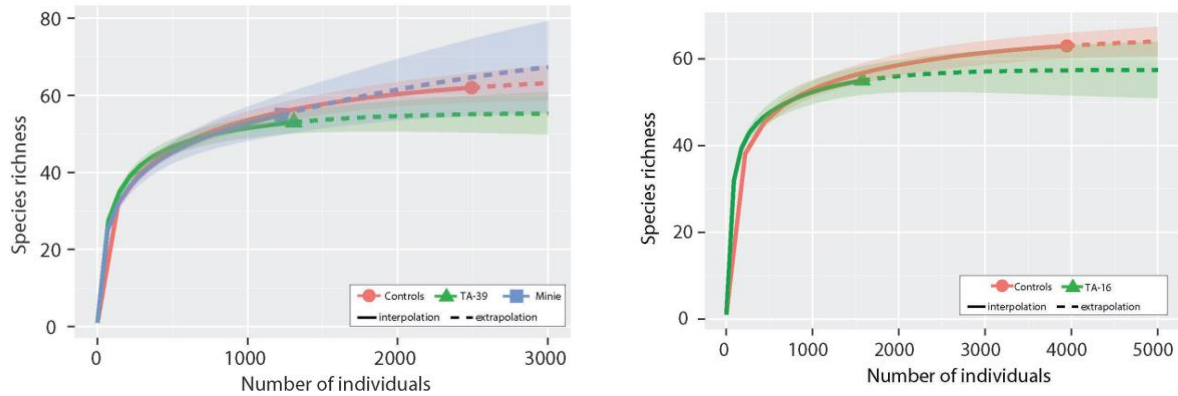 80
60
40
20
0
Species richness
Controls TA-39 Minie
interpolation extrapolation
0 1000 2000 3000
Number of individuals
60
40
20
0
Species richness
Controls TA-16
interpolation extrapolation
0 1000 2000 3000 4000 5000
Number of individuals